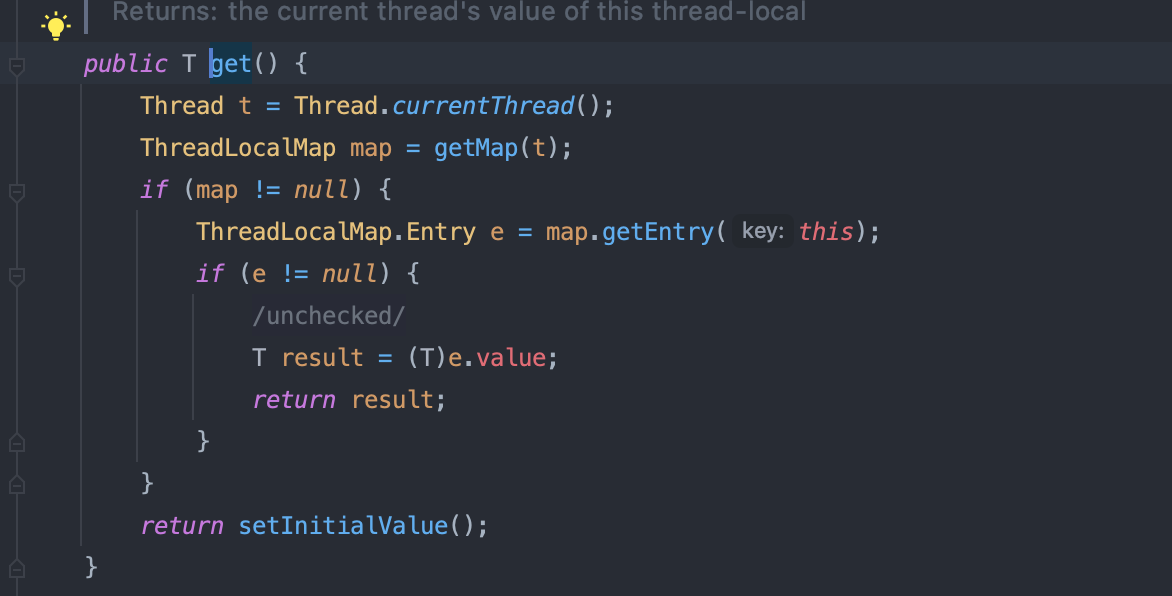 Returns: the current thread's value of this thread-local
public T get() {
Thread t = Thread.currentThread();
ThreadLocalMap map = getMap(t);
if (map != null) {
ThreadLocalMap.Entry e = map.getEntry( key: this);
if (e != null) {
/unchecked/
T result = (T)e.value;
return result;
}
}
return setInitialValue();
}